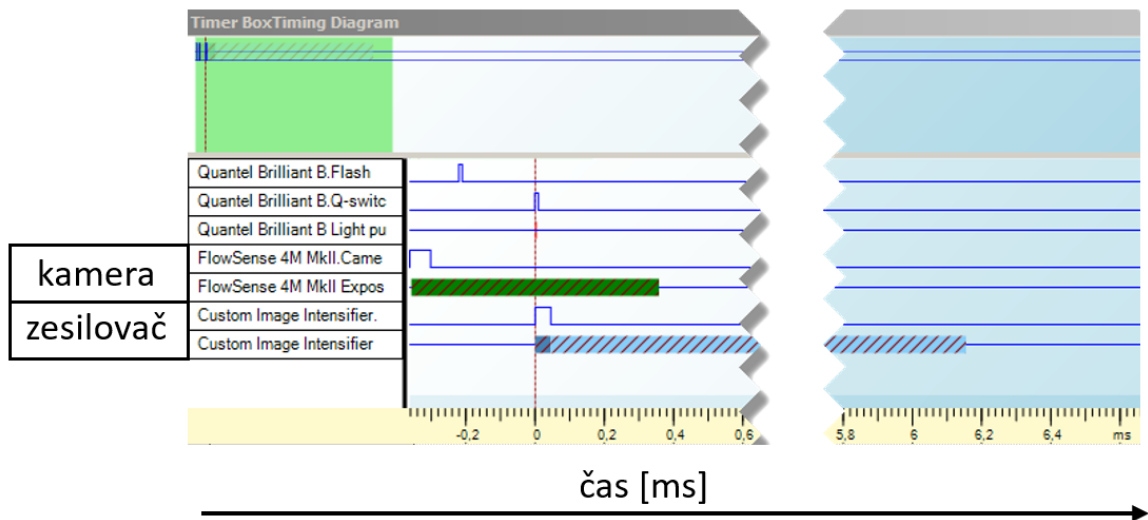 Timer BoxTiming Diagram
Quantel Brilliant B.Flash
Quantel Brilliant B.Q-switc
Quantel Brilliant B Light pu
kamera
FlowSense 4M MkII.Came
FlowSense 4M MkII Expos
zesilovač
Custom Image Intensifier.
Custom Image Intensifier
-0,2 0 0,2 0,4 0,6 5,8 6 6,2 6,4 ms
čas [ms]